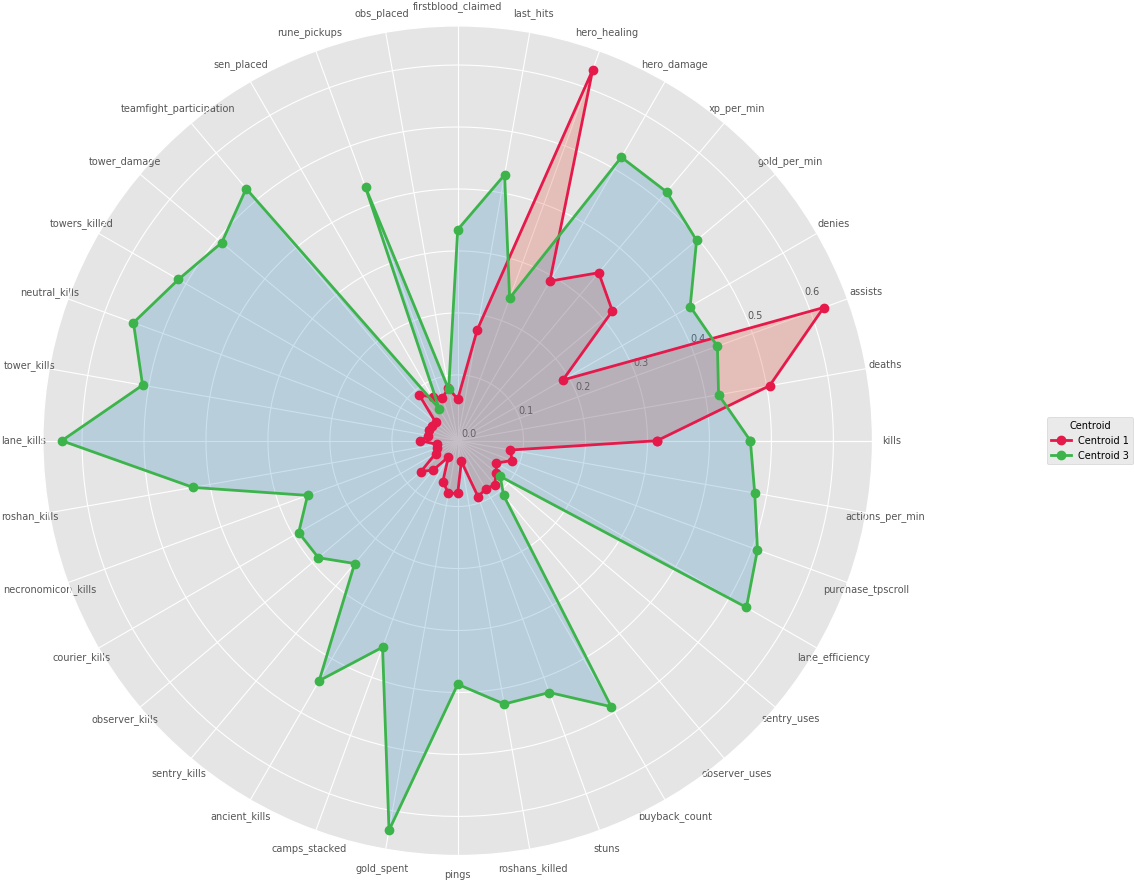 firstblood_claimed
obs_placed
last_hits
rune_pickups
hero_healing
sen_placed
hero_damage
teamfight_participation
xp_per_min
tower_damage
gold_per_min
towers_killed
denies
neutral_kills
0.6
assists
0.5
0.4
tower_kills
0.3
deaths
0.2
0.1
0.0
lane_kills
kills
Centroid
Centroid 1
Centroid 3
roshan_kills
actions_per_min
necronomicon_kills
purchase_tpscroll
courier_kills
lane_efficiency
observer_kills
sentry_uses
sentry_kills
observer_uses
ancient_kills
buyback_count
camps_stacked
stuns
gold_spent
roshans_killed
pings